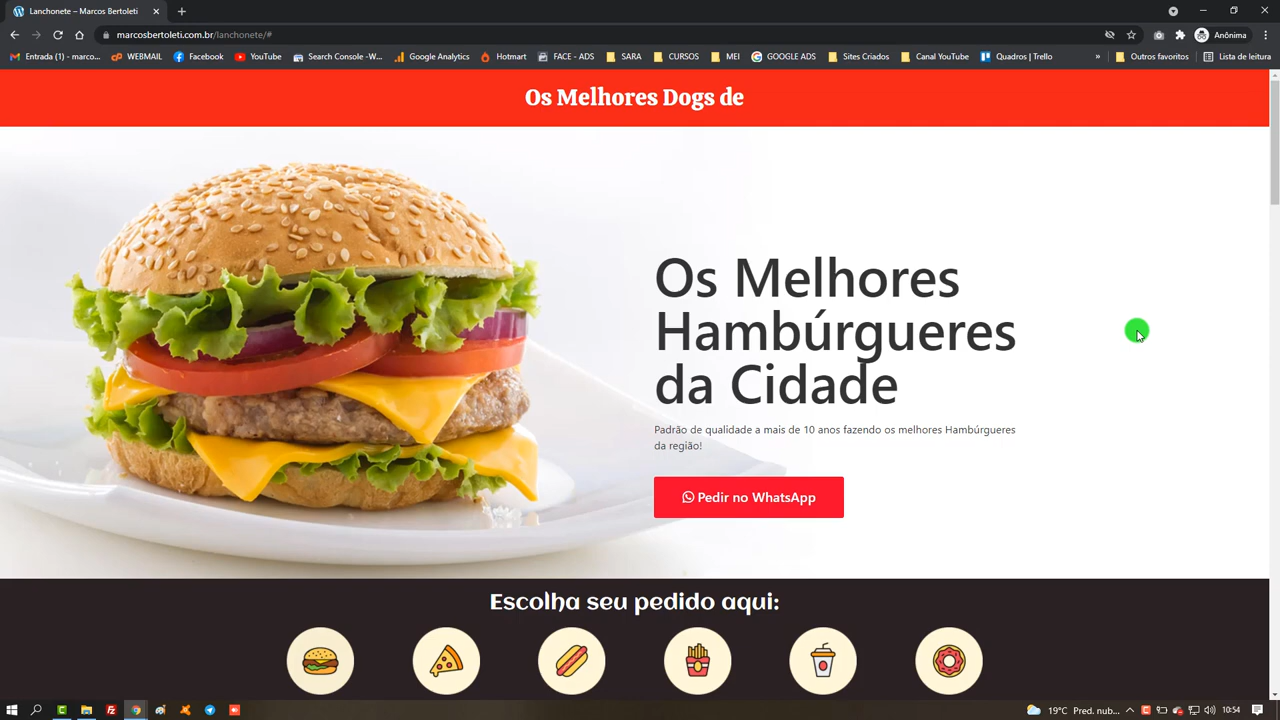 Lanchonete – Marcos Bertoleti
marcosbertoleti.com.br/lanchonete/#
Anônima
Entrada (1) - marco...
WEBMAIL
Facebook
YouTube
Search Console -W...
Google Analytics
Hotmart
FACE - ADS
SARA
CURSOS
MEI
GOOGLE ADS
Sites Criados
Canal YouTube
Quadros | Trello
»
Outros favoritos
Lista de leitura
Os Melhores Dogs de
Os Melhores
Hambúrgueres
da Cidade
Padrão de qualidade a mais de 10 anos fazendo os melhores Hambúrgueres
da região!
Pedir no WhatsApp
Escolha seu pedido aqui:
19°C Pred. nub...
10:54